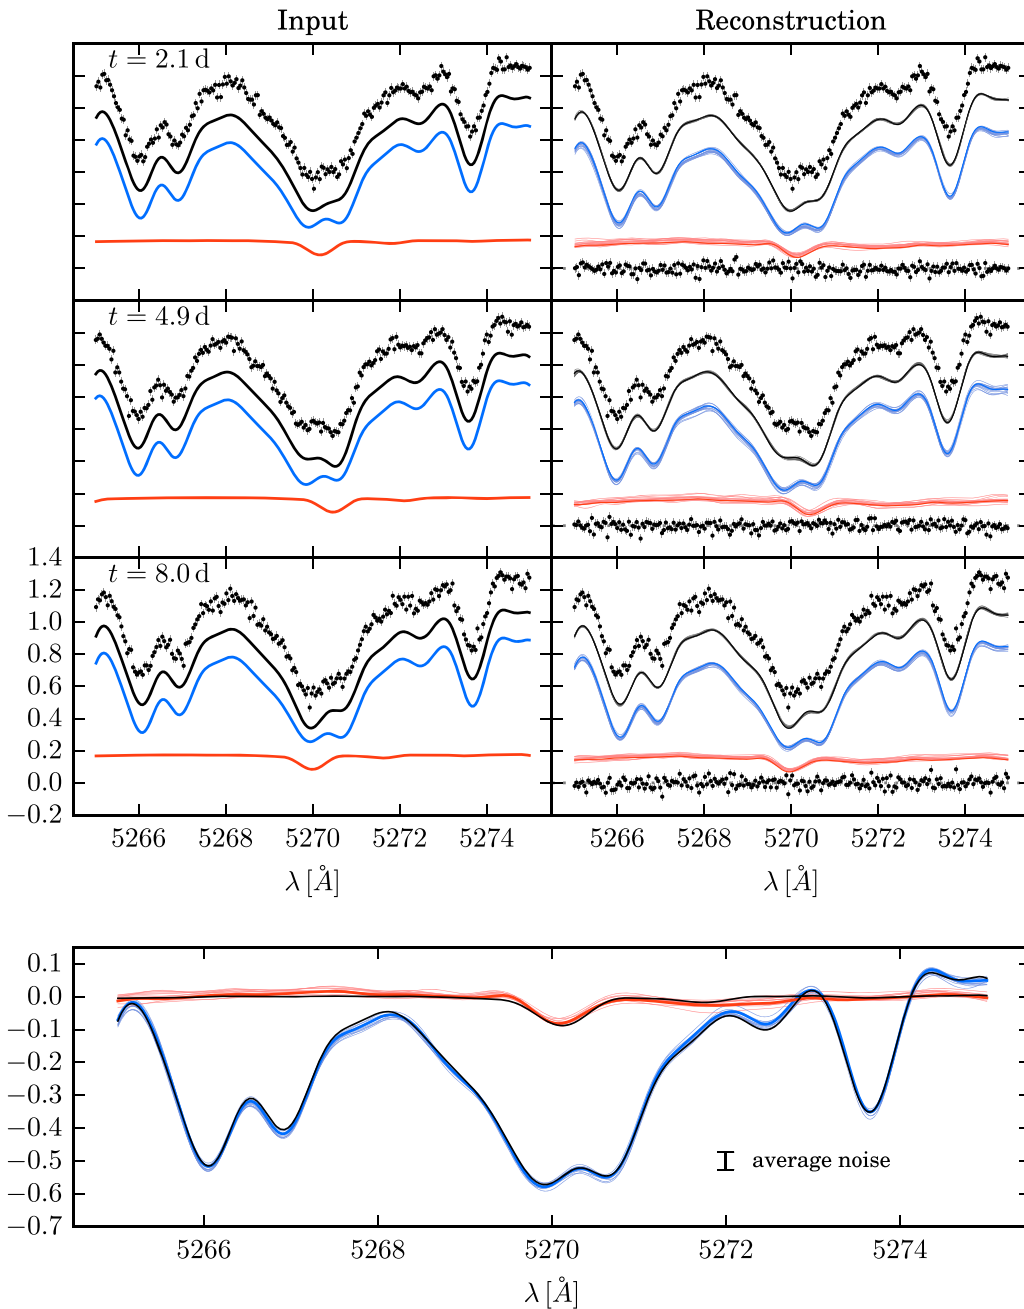 Input Reconstruction
t = 2.1 d
t = 4.9 d
1.4
t = 8.0 d
1.2
1.0
0.8
0.6
0.4
0.2
0.0
−0.2
5266 5268 5270 5272 5274 5266 5268 5270 5272 5274
λ [Å] λ [Å]
0.1
0.0
−0.1
−0.2
−0.3
−0.4
−0.5 average noise
−0.6
−0.7
5266 5268 5270 5272 5274
λ [Å]